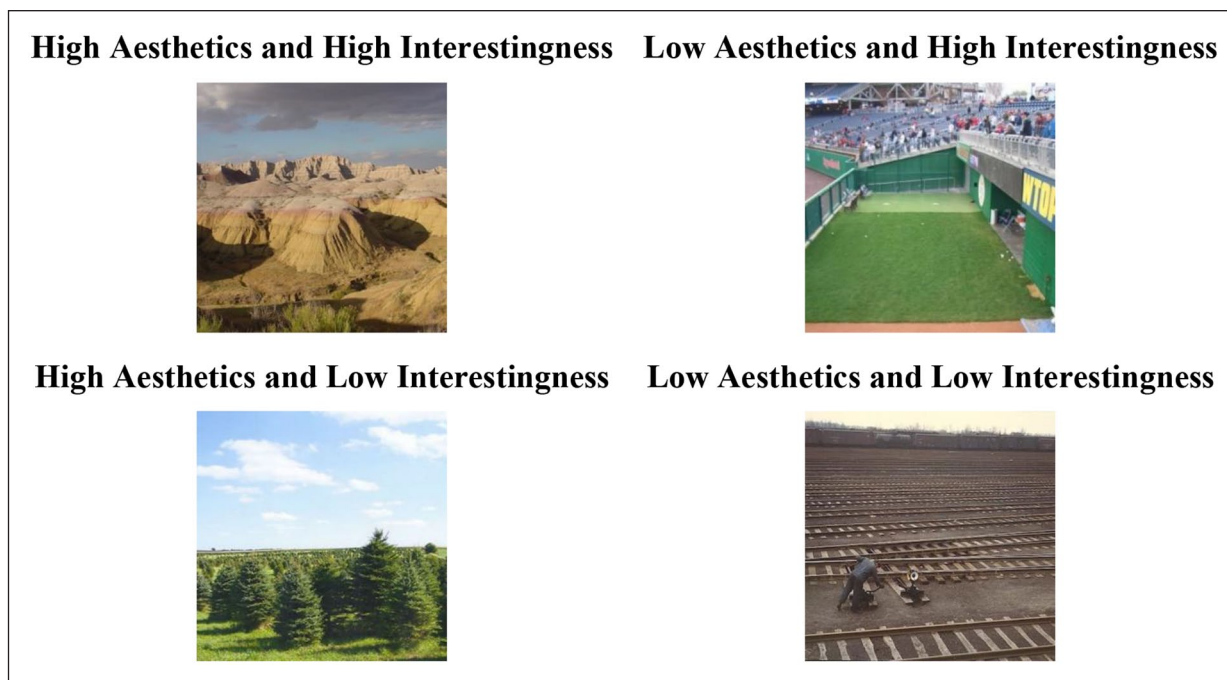 High Aesthetics and High Interestingness
Low Aesthetics and High Interestingness
WTOP
High Aesthetics and Low Interestingness
Low Aesthetics and Low Interestingness